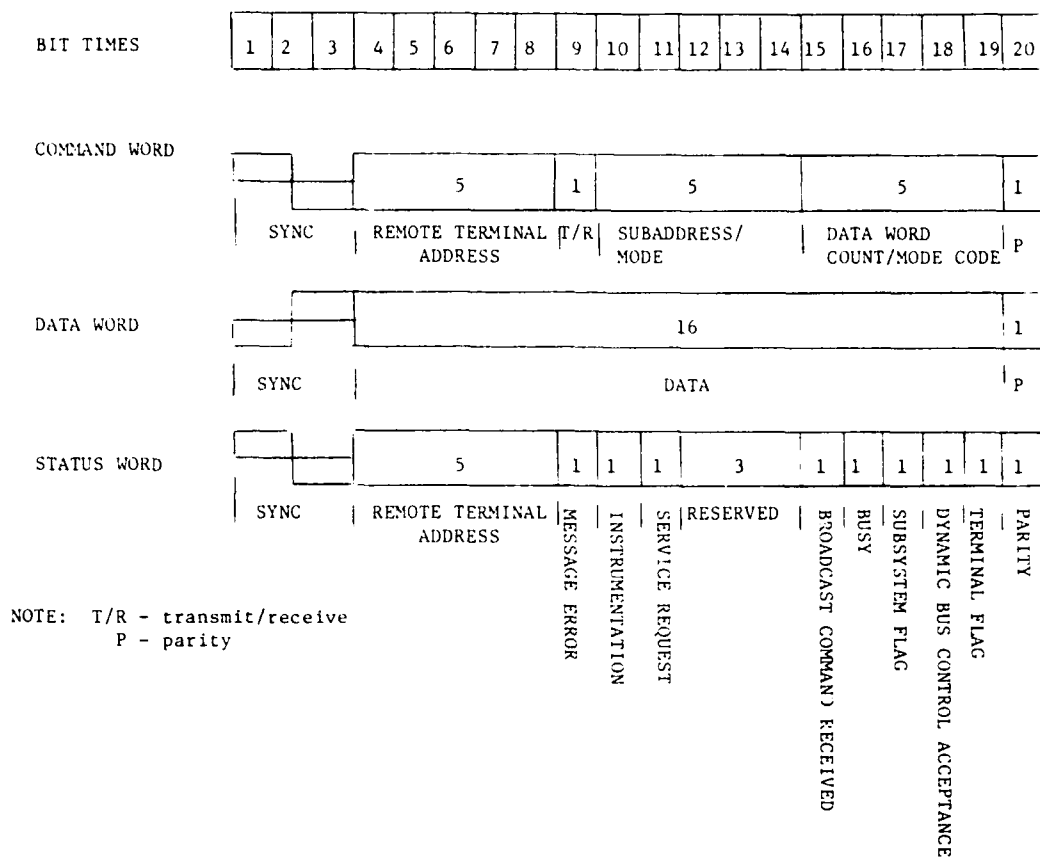 BIT TIMES 1 2 3 4 5 6 7 8 9 10 11 12 13 14 15 16 17 18 19 20
COMMAND WORD
5 1 5 5 1
SYNC REMOTE TERMINAL ADDRESS T/R SUBADDRESS/ MODE DATA WORD COUNT/MODE CODE P
DATA WORD 16 1
SYNC DATA P
STATUS WORD 5 1 1 1 3 1 1 1 1 1 1
SYNC REMOTE TERMINAL ADDRESS
MESSAGE ERROR
INSTRUMENTATION
SERVICE REQUEST
RESERVED
BROADCAST COMMAND RECEIVED
BUSY
SUBSYSTEM FLAG
DYNAMIC BUS CONTROL ACCEPTANCE
TERMINAL FLAG
PARITY
NOTE: T/R - transmit/receive
P - parity